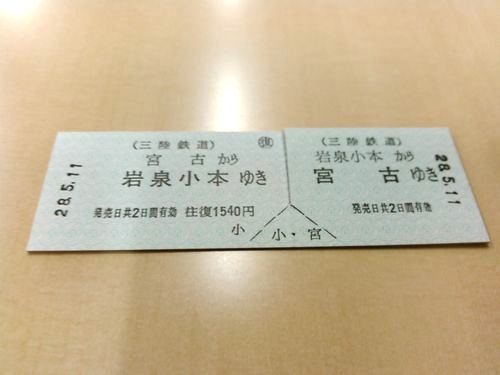 (三陸鉄道) 復
宮古から
岩泉小本ゆき
発売日共2日間有効 往復1540円
小
28.5.11
(三陸鉄道)
岩泉小本から
宮古ゆき
発売日共2日間有効
小・宮
28.5.11